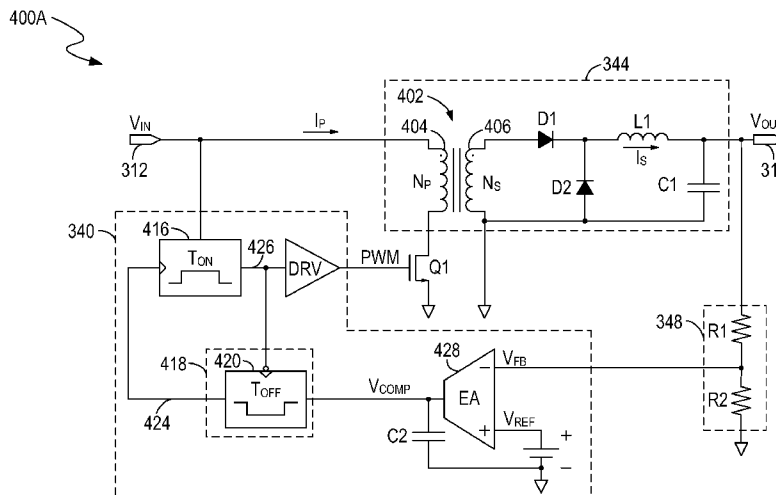 400A
344
402
V_IN
I_P
404
406
D1
L1
V_OU
312
I_S
31
N_P
N_S
D2
C1
340
416
T_ON
426
DRV
PWM
Q1
348
R1
428
418
420
V_FB
T_OFF
V_COMP
EA
R2
424
V_REF
C2
+
−
−
+